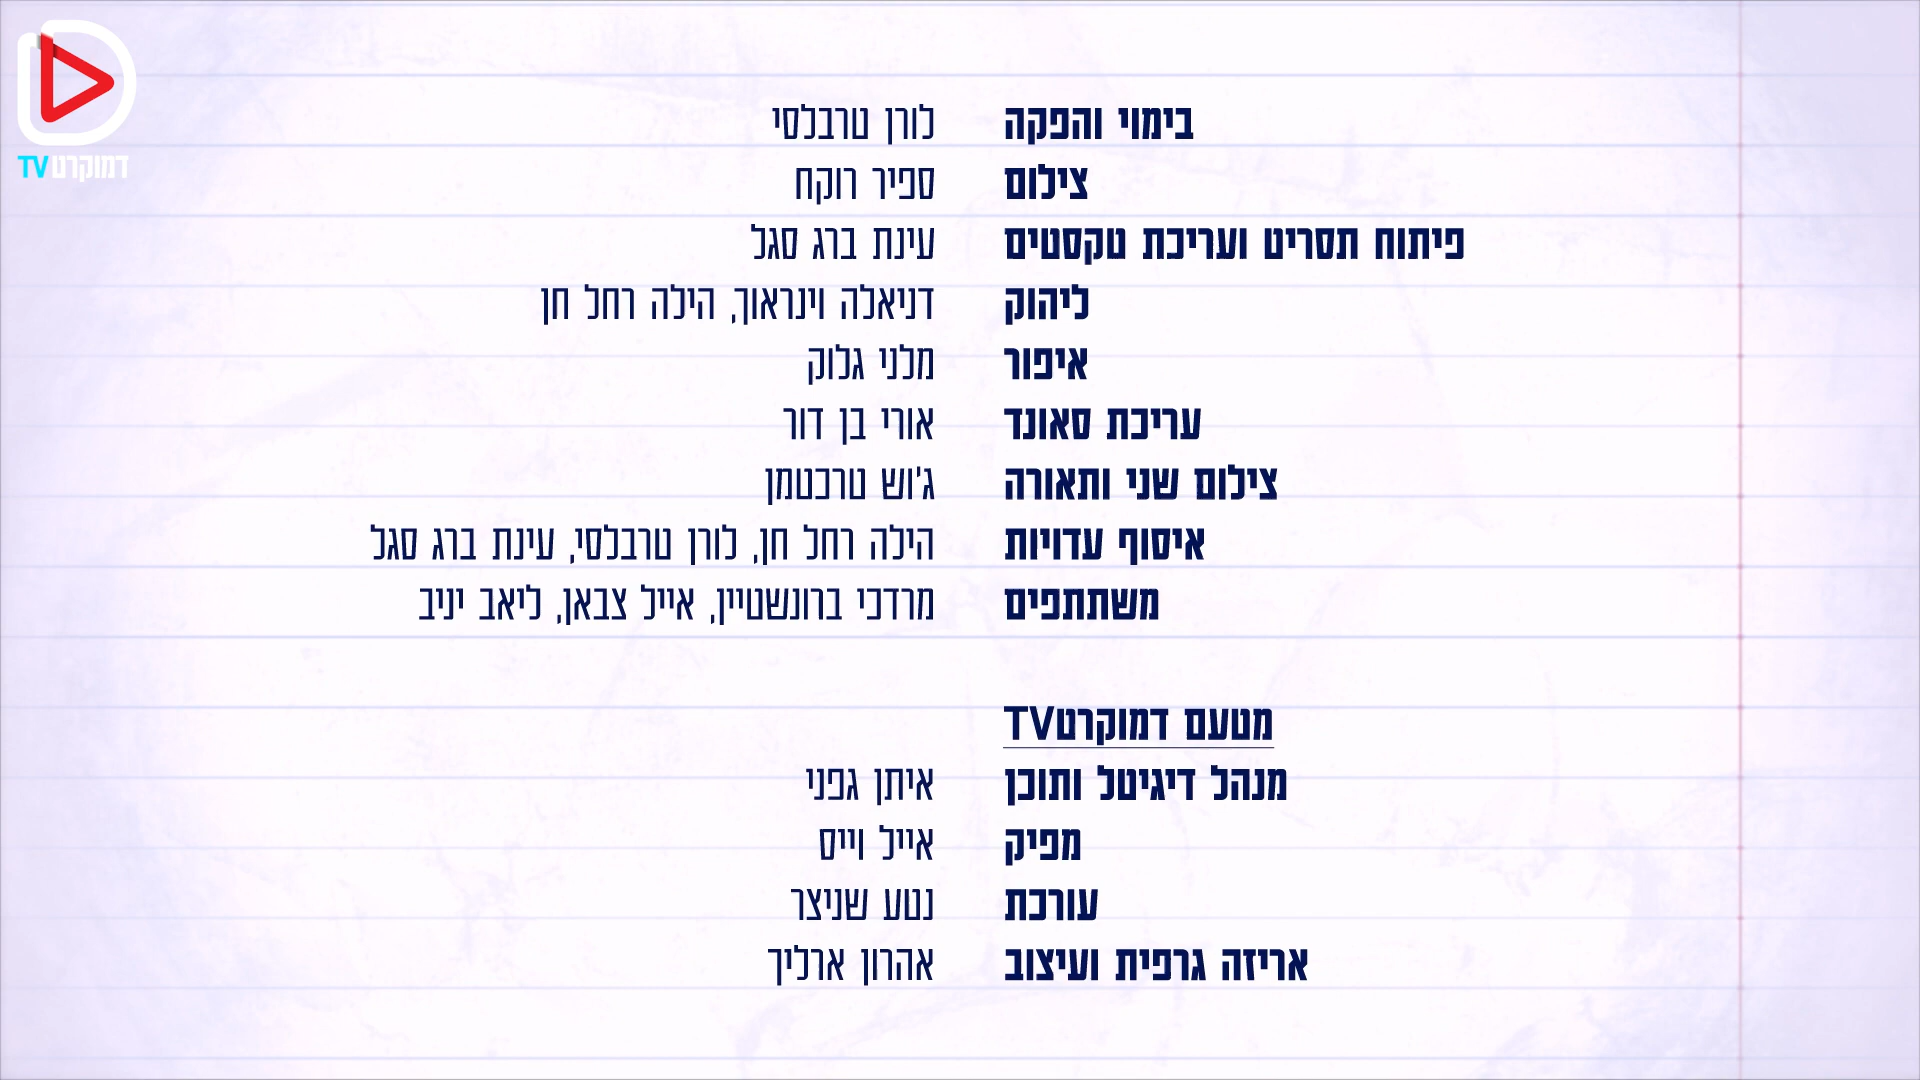 דמוקרטTV
בימוי והפקה לורן טרבלסי
צילום ספיר רוקח
פיתוח תסריט ועריכת טקסטים עינת ברג סגל
ליהוק דניאלה וינראוך, הילה רחל חן
איפור מלני גלוק
עריכת סאונד אורי בן דור
צילום שני ותאורה ג'וש טרכטמן
איסוף עדויות הילה רחל חן, לורן טרבלסי, עינת ברג סגל
משתתפים מרדכי ברונשטיין, אייל צבאן, ליאב יניב
מטעם דמוקרטTV
מנהל דיגיטל ותוכן איתן גפני
מפיק אייל וייס
עורכת נטע שניצר
אריזה גרפית ועיצוב אהרון ארליך